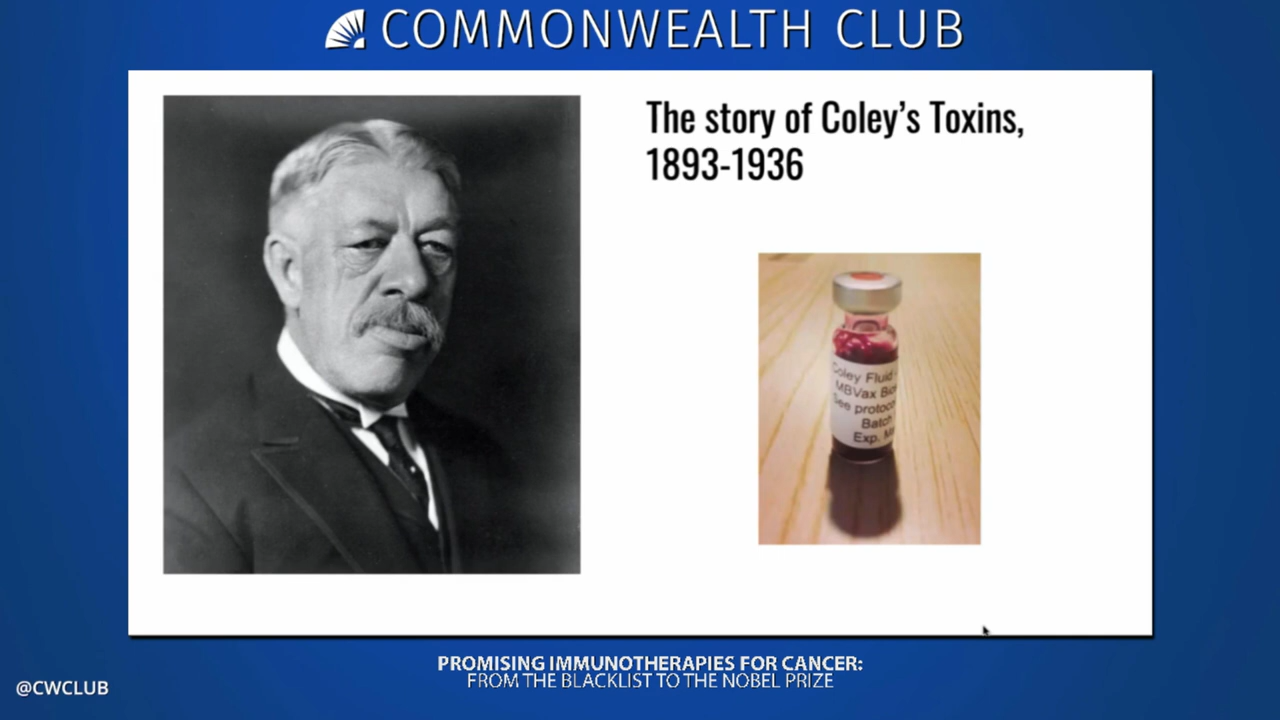 COMMONWEALTH CLUB
The story of Coley's Toxins,
1893-1936
Coley Fluid
MBVax
See
Batch
Exp.
PROMISING IMMUNOTHERAPIES FOR CANCER:
FROM THE BLACKLIST TO THE NOBEL PRIZE
@CWCLUB